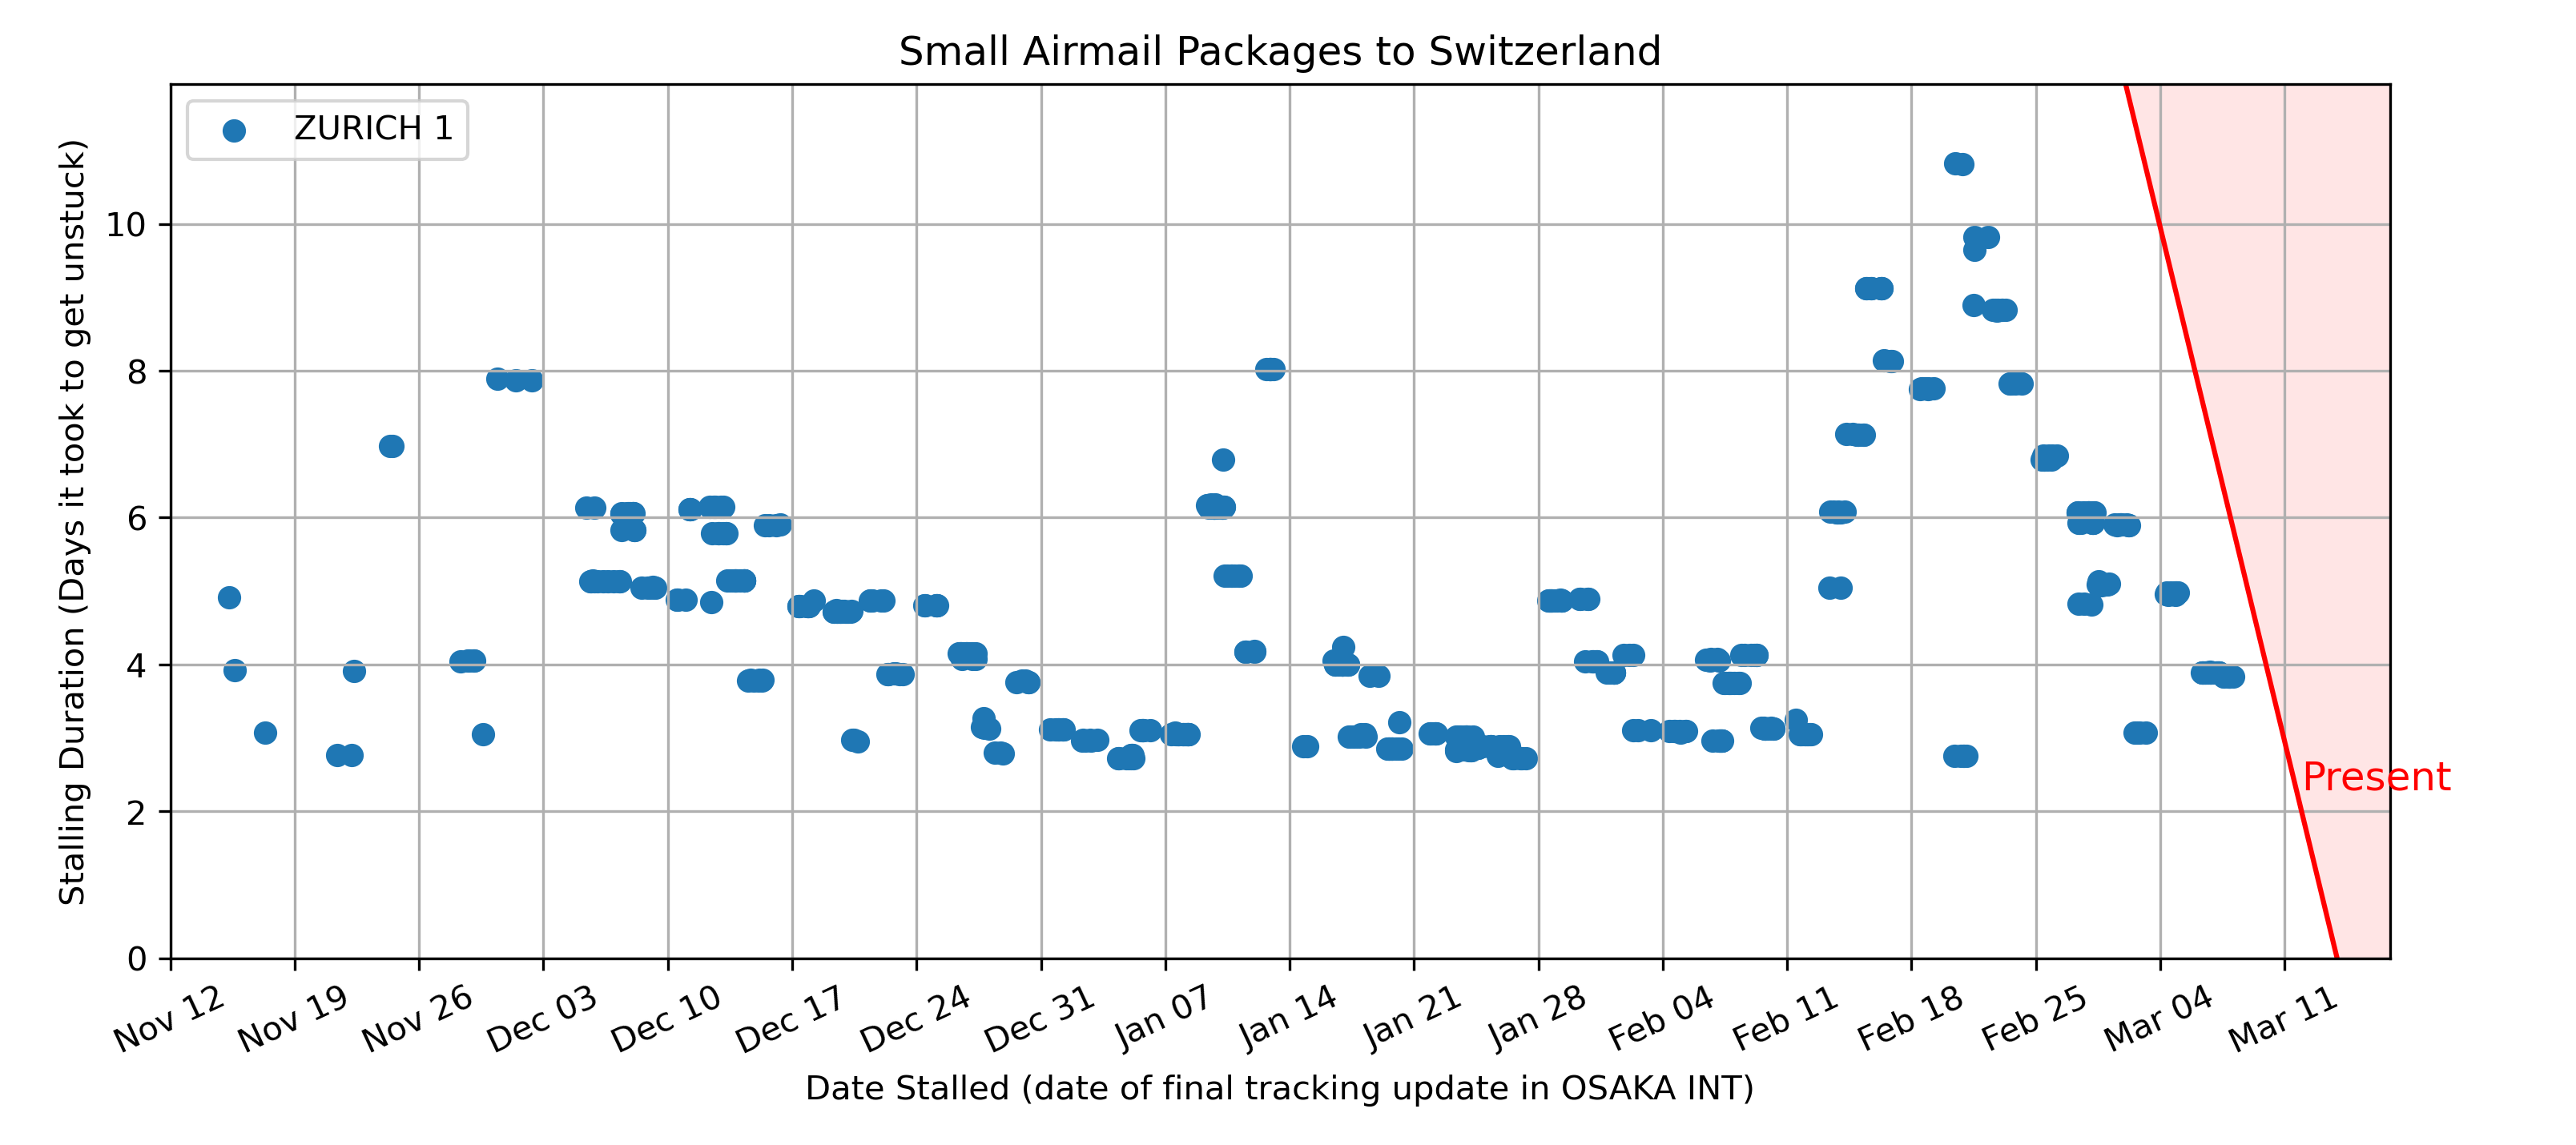 Small Airmail Packages to Switzerland
ZURICH 1
Stalling Duration (Days it took to get unstuck)
10
8
6
4
2
0
Present
Nov 12
Nov 19
Nov 26
Dec 03
Dec 10
Dec 17
Dec 24
Dec 31
Jan 07
Jan 14
Jan 21
Jan 28
Feb 04
Feb 11
Feb 18
Feb 25
Mar 04
Mar 11
Date Stalled (date of final tracking update in OSAKA INT)